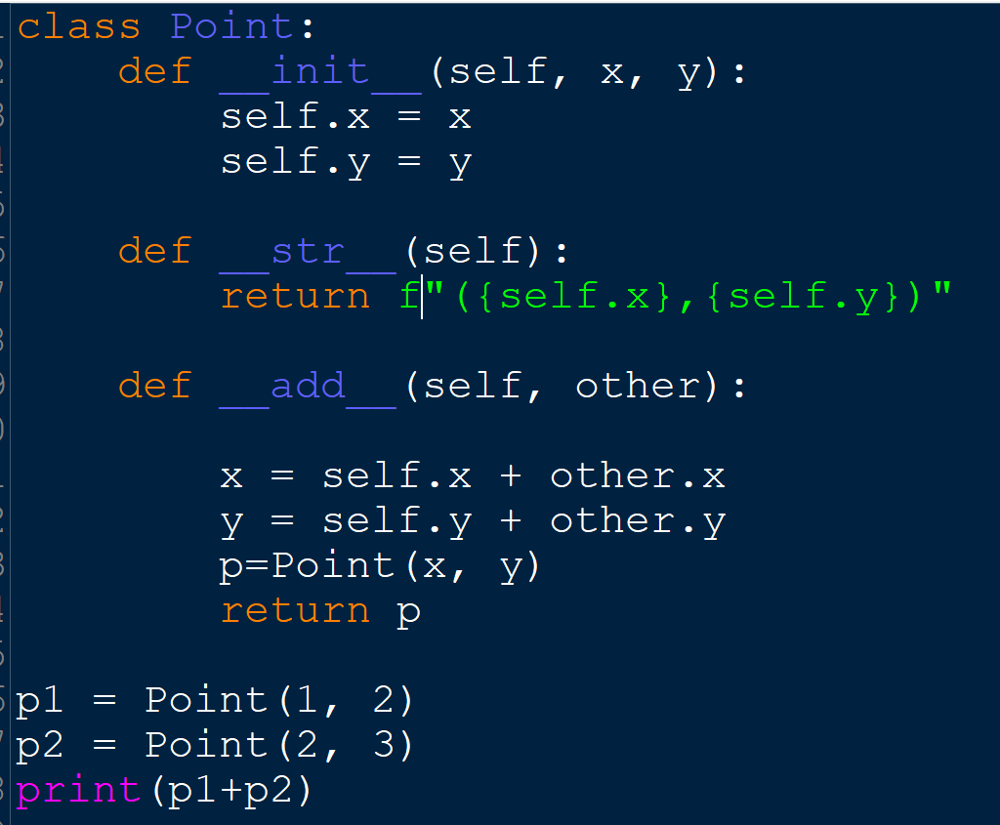 class Point:
    def __init__(self, x, y):
        self.x = x
        self.y = y
    def __str__(self):
        return f"({self.x},{self.y})"
    def __add__(self, other):
        x = self.x + other.x
        y = self.y + other.y
        p=Point(x, y)
        return p
p1 = Point(1, 2)
p2 = Point(2, 3)
print(p1+p2)